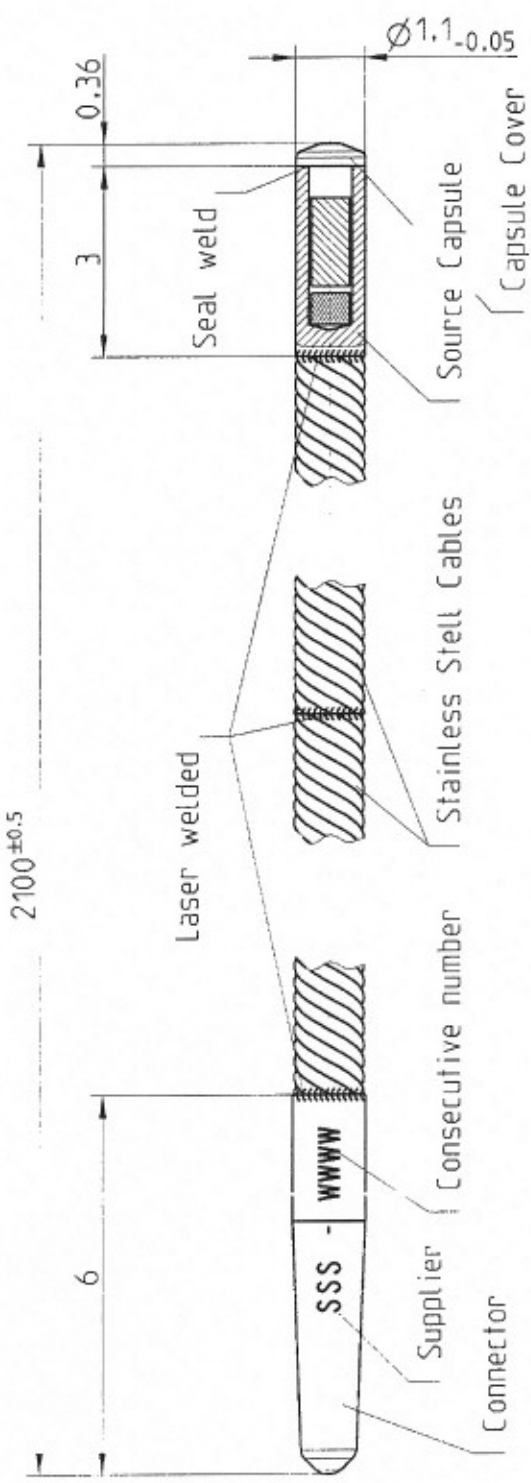 2100±0.5
6
3
0.36
Ø1.1-0.05
Laser welded
Seal weld
SSS - WWWW
Connector
Supplier
Consecutive number
Stainless Stell Cables
Source Capsule
Capsule Cover